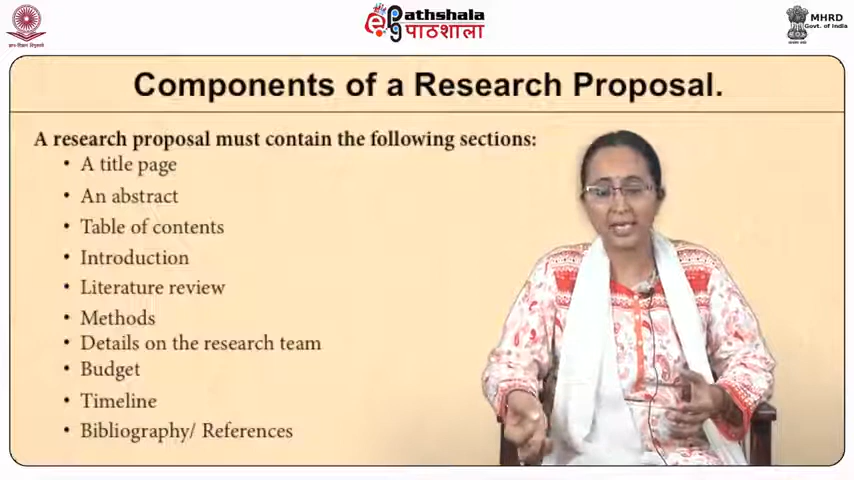 ePathshala
पाठशाला
MHRD
Govt. of India
Components of a Research Proposal.
A research proposal must contain the following sections:
• A title page
• An abstract
• Table of contents
• Introduction
• Literature review
• Methods
• Details on the research team
• Budget
• Timeline
• Bibliography/ References